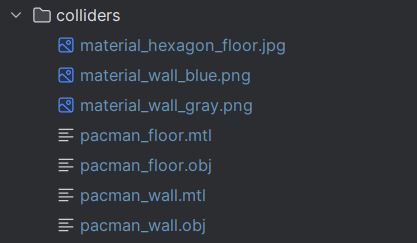 colliders
material_hexagon_floor.jpg
material_wall_blue.png
material_wall_gray.png
pacman_floor.mtl
pacman_floor.obj
pacman_wall.mtl
pacman_wall.obj